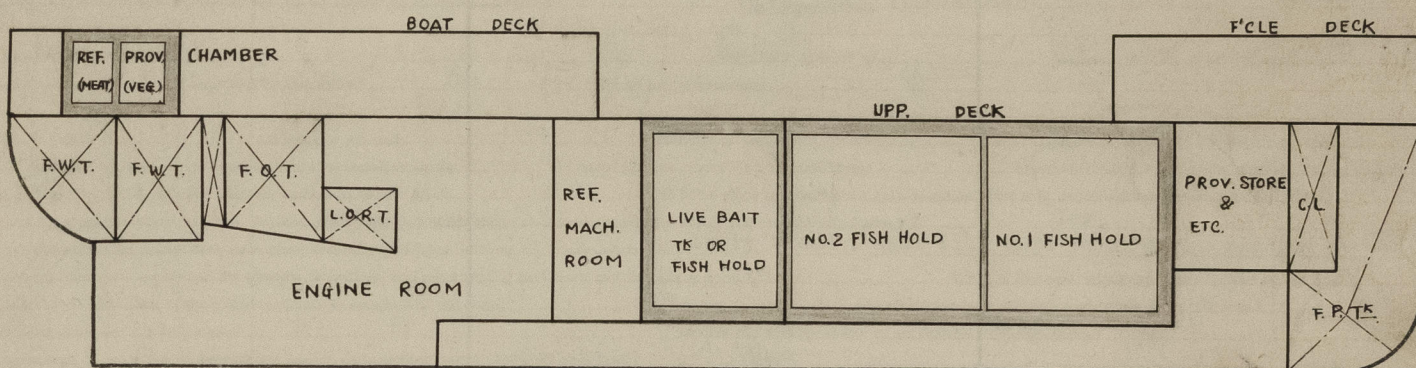 BOAT DECK
F'CLE DECK
REF.
(MEAT)
PROV.
(VEG.)
CHAMBER
UPP. DECK
F.W.T.
F.W.T.
F.O.T.
L.O.R.T.
REF.
MACH.
ROOM
LIVE BAIT
TK OR
FISH HOLD
NO.2 FISH HOLD
NO.1 FISH HOLD
PROV. STORE
&
ETC.
C.L
ENGINE ROOM
F.P. TK.